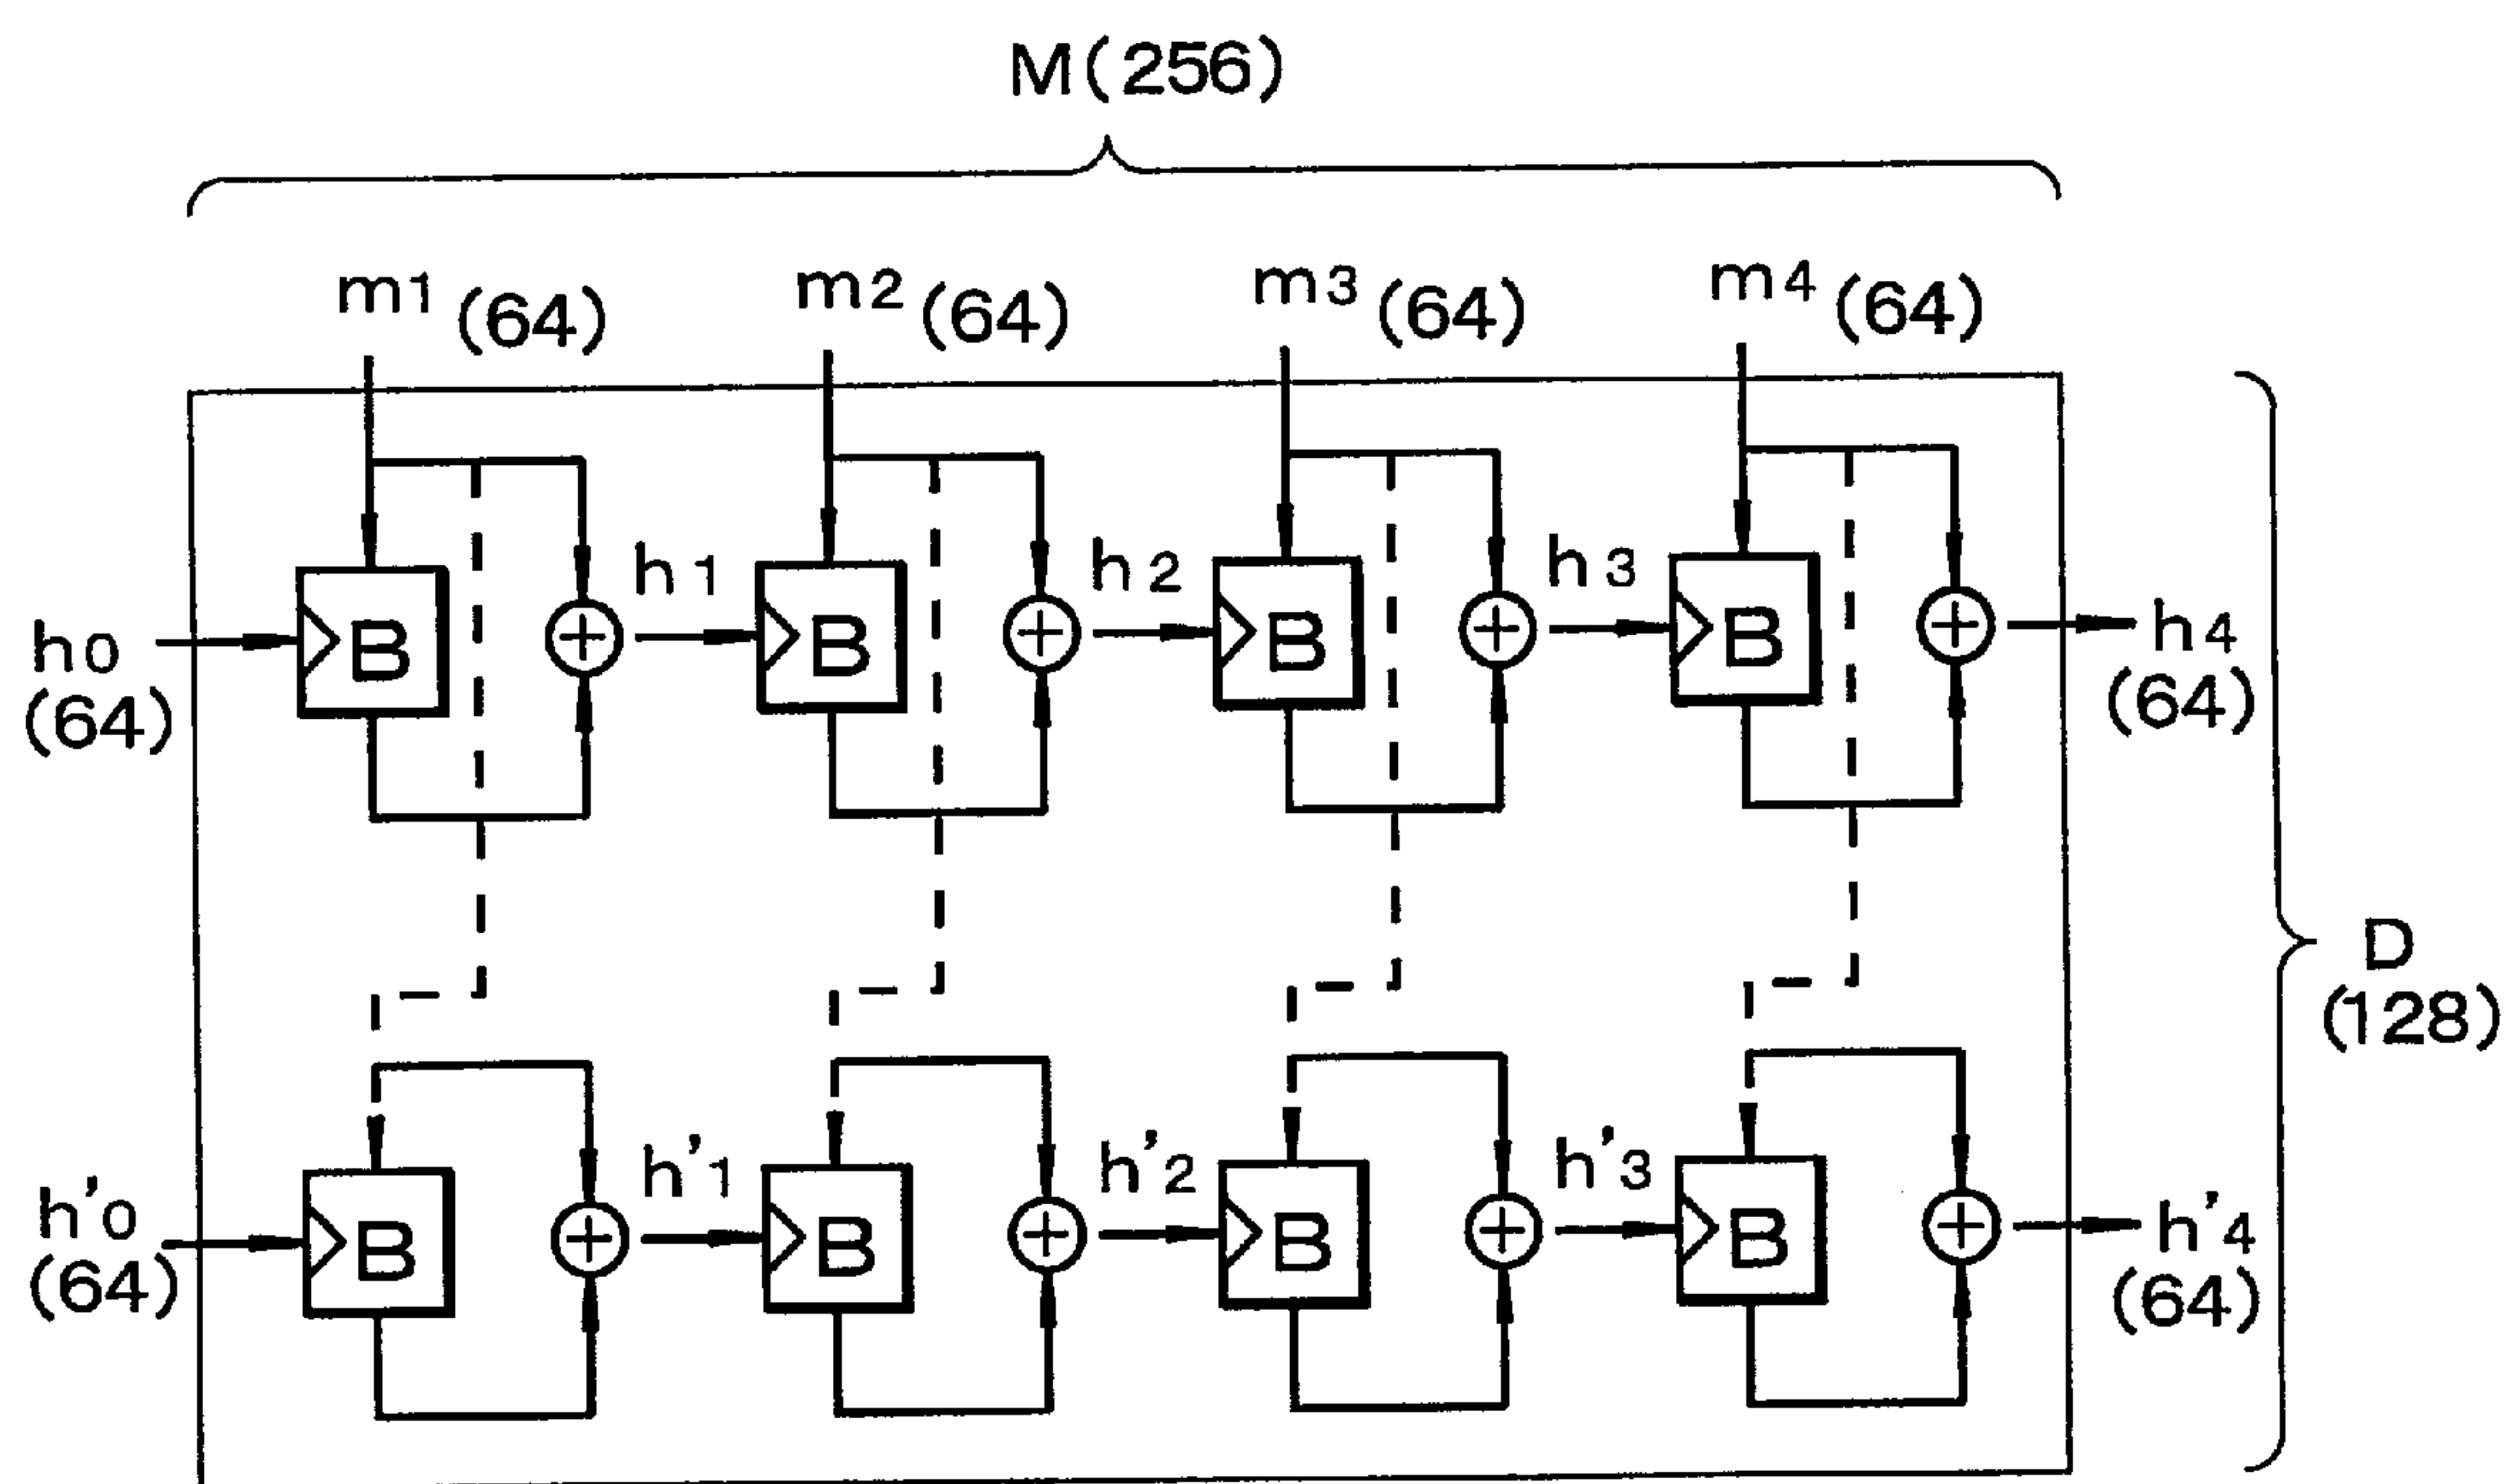 M(256)
m1 (64) m2 (64) m3 (64) m4 (64)
h0 (64) B h1 B h2 B h3 B h4 (64)
D (128)
h'0 (64) B h'1 B h'2 B h'3 B h'4 (64)